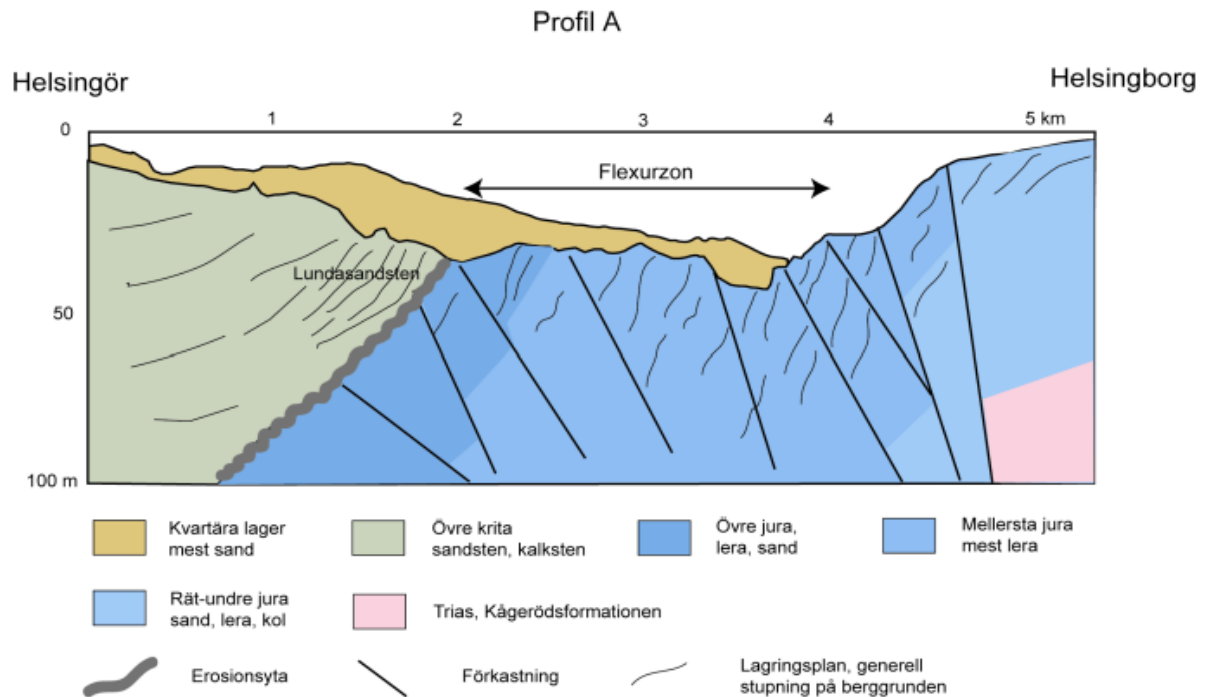 Profil A
Helsingör
Helsingborg
1
2
3
4
5 km
0
Flexurzon
Lundasandsten
50
100 m
Kvartära lager
mest sand
Övre krita
sandsten, kalksten
Övre jura,
lera, sand
Mellersta jura
mest lera
Rät-undre jura
sand, lera, kol
Trias, Kågerödsformationen
Erosionsyta
Förkastning
Lagringsplan, generell
stupning på berggrunden